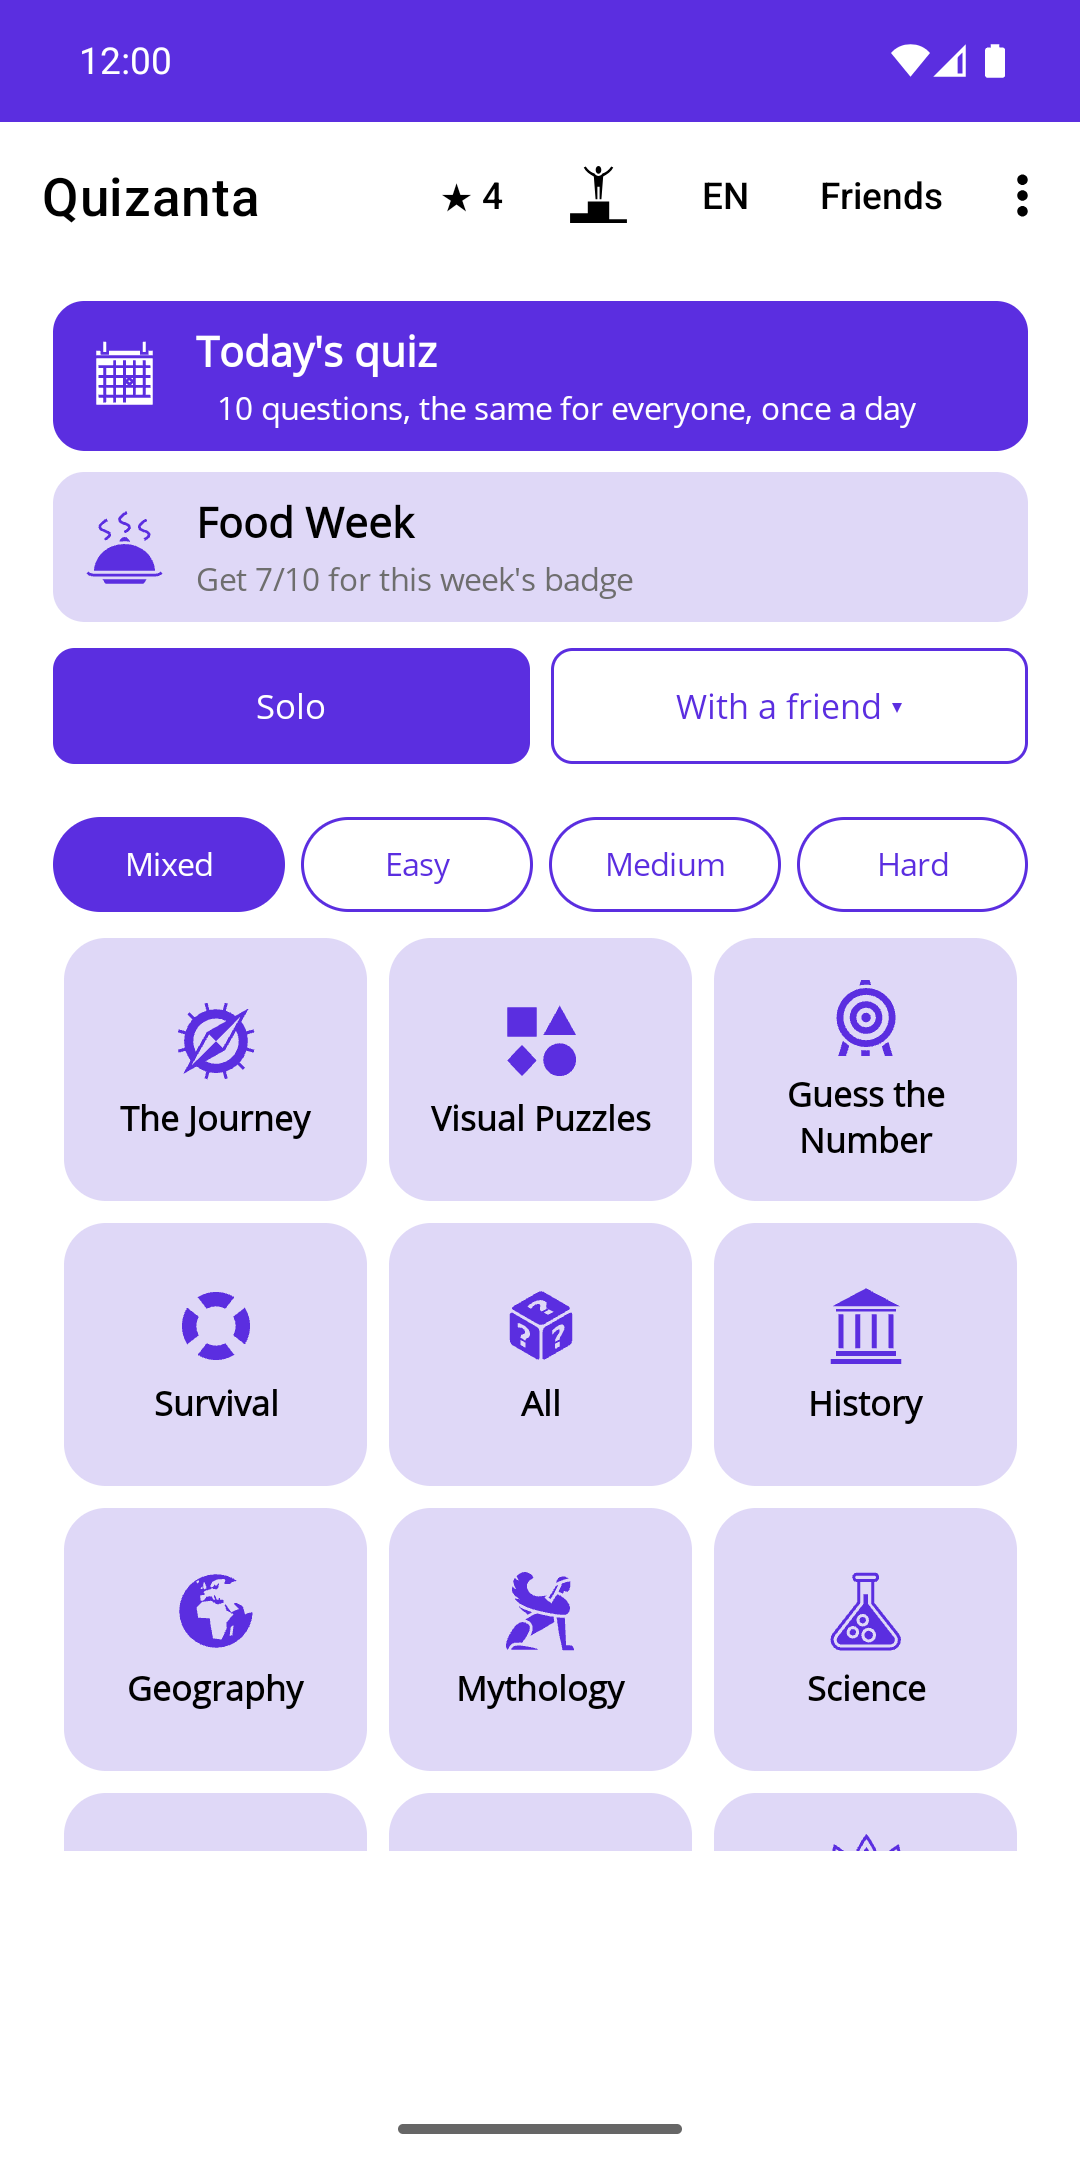 12:00
Quizanta
★ 4
EN
Friends
Today's quiz
10 questions, the same for everyone, once a day
Food Week
Get 7/10 for this week's badge
Solo
With a friend ▾
Mixed
Easy
Medium
Hard
The Journey
Visual Puzzles
Guess the
Number
Survival
All
History
Geography
Mythology
Science